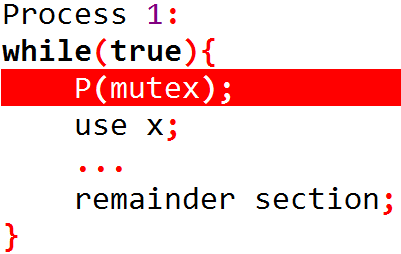 Process 1:
while(true){
    P(mutex);
    use x;
    ...
    remainder section;
}